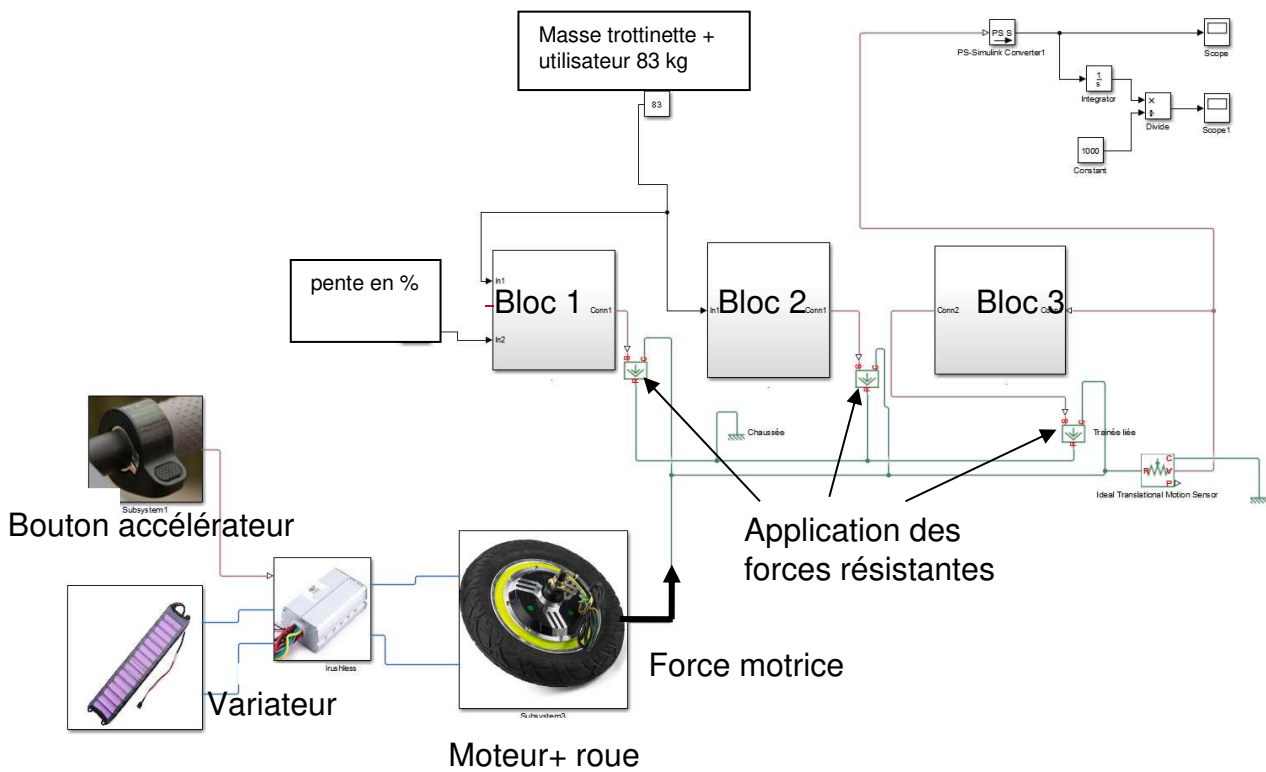 Masse trottinette +
utilisateur 83 kg
83
PS S
PS-Simulink Converter1
Scope
1
s
Integrator
×
÷
Divide
Scope1
1000
Constant
pente en %
In1
Bloc 1
Conn1
In2
In1
Bloc 2
Conn1
Conn2
Bloc 3
S
C
R
S
C
R
Chaussée
S
C
R
Trainée liée
R
C
V
P
Ideal Translational Motion Sensor
Subsystem1
Bouton accélérateur
Application des
forces résistantes
Force motrice
Variateur
Subsystem3
Moteur+ roue